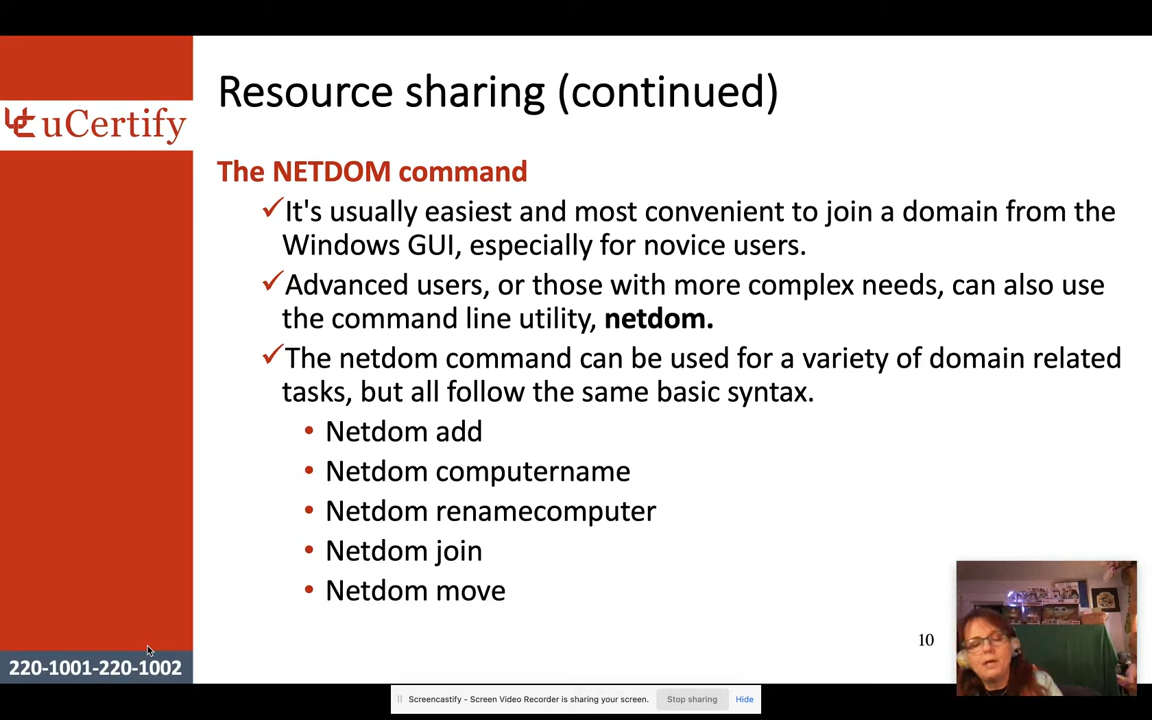 Resource sharing (continued)
uCertify
The NETDOM command
✓It's usually easiest and most convenient to join a domain from the
Windows GUI, especially for novice users.
✓Advanced users, or those with more complex needs, can also use
the command line utility, netdom.
✓The netdom command can be used for a variety of domain related
tasks, but all follow the same basic syntax.
• Netdom add
• Netdom computername
• Netdom renamecomputer
• Netdom join
• Netdom move
10
220-1001-220-1002
Screencastify - Screen Video Recorder is sharing your screen.
Stop sharing
Hide